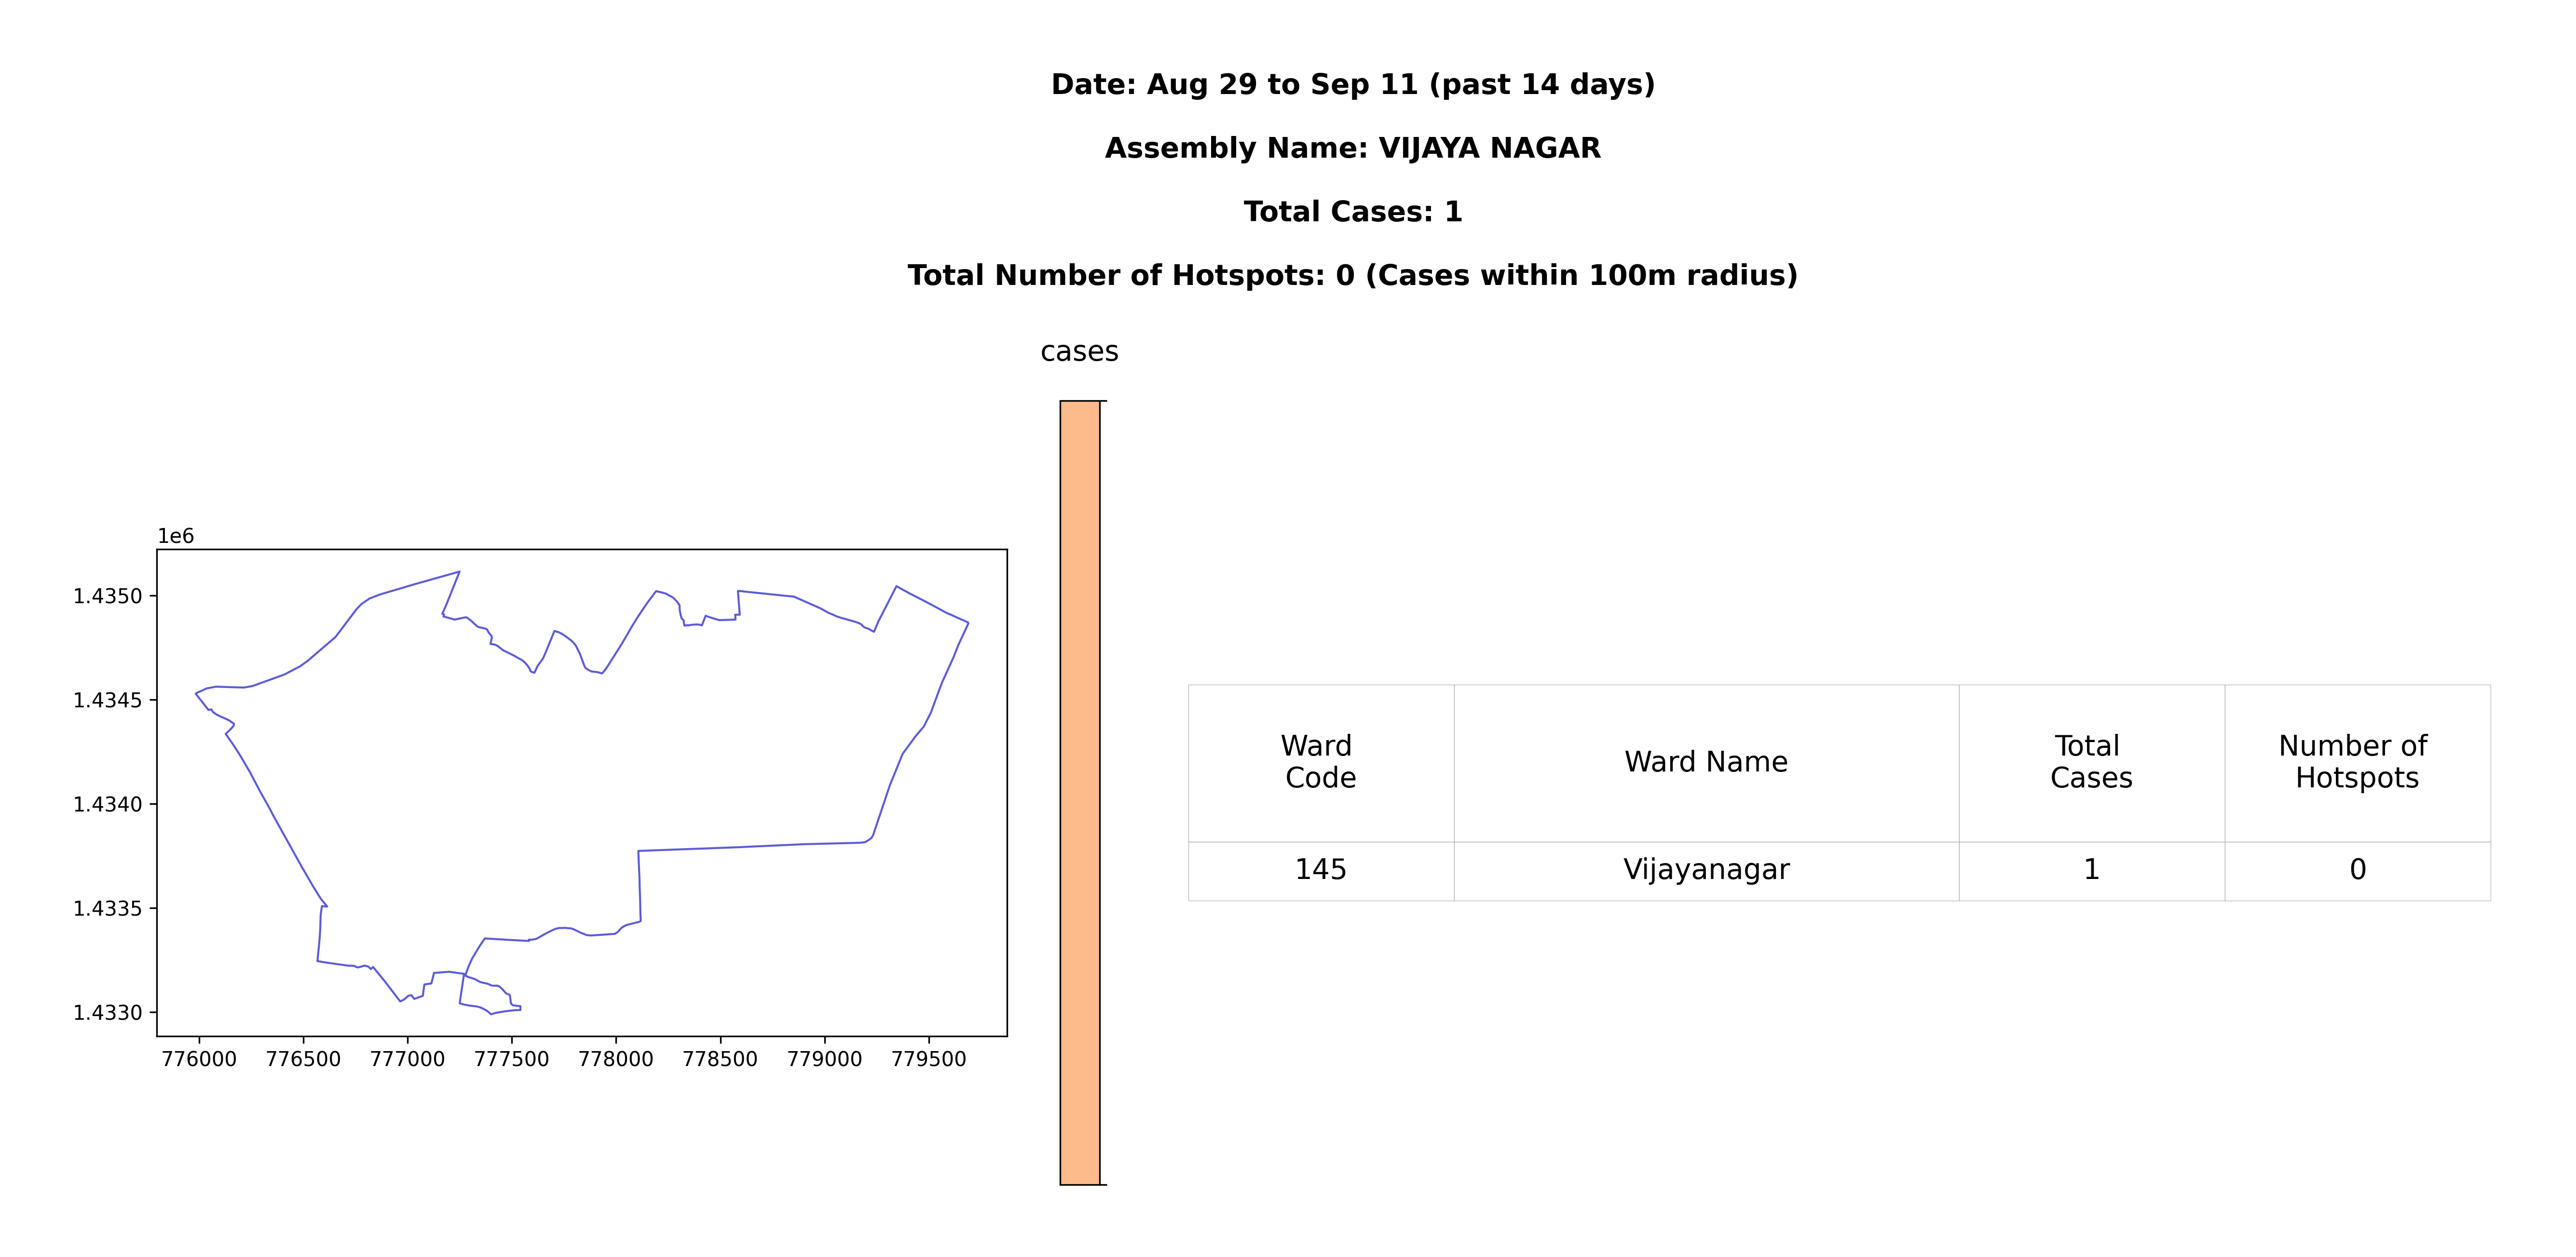 Date: Aug 29 to Sep 11 (past 14 days)
Assembly Name: VIJAYA NAGAR
Total Cases: 1
Total Number of Hotspots: 0 (Cases within 100m radius)
cases
1e6
1.4350
1.4345
1.4340
1.4335
1.4330
776000 776500 777000 777500 778000 778500 779000 779500
Ward Code
Ward Name
Total Cases
Number of Hotspots
145 Vijayanagar 1 0